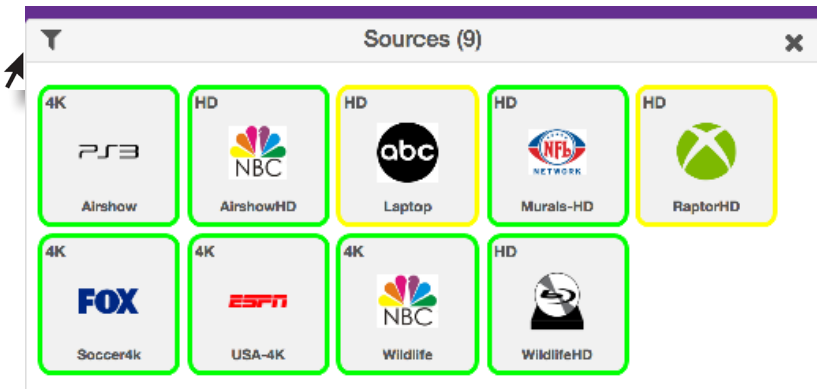 Sources (9)
4K
PS3
Airshow
HD
NBC
AirshowHD
HD
abc
Laptop
HD
NFL
NETWORK
Murals-HD
HD
RaptorHD
4K
FOX
Soccer4k
4K
ESPN
USA-4K
4K
NBC
Wildlife
HD
WildlifeHD